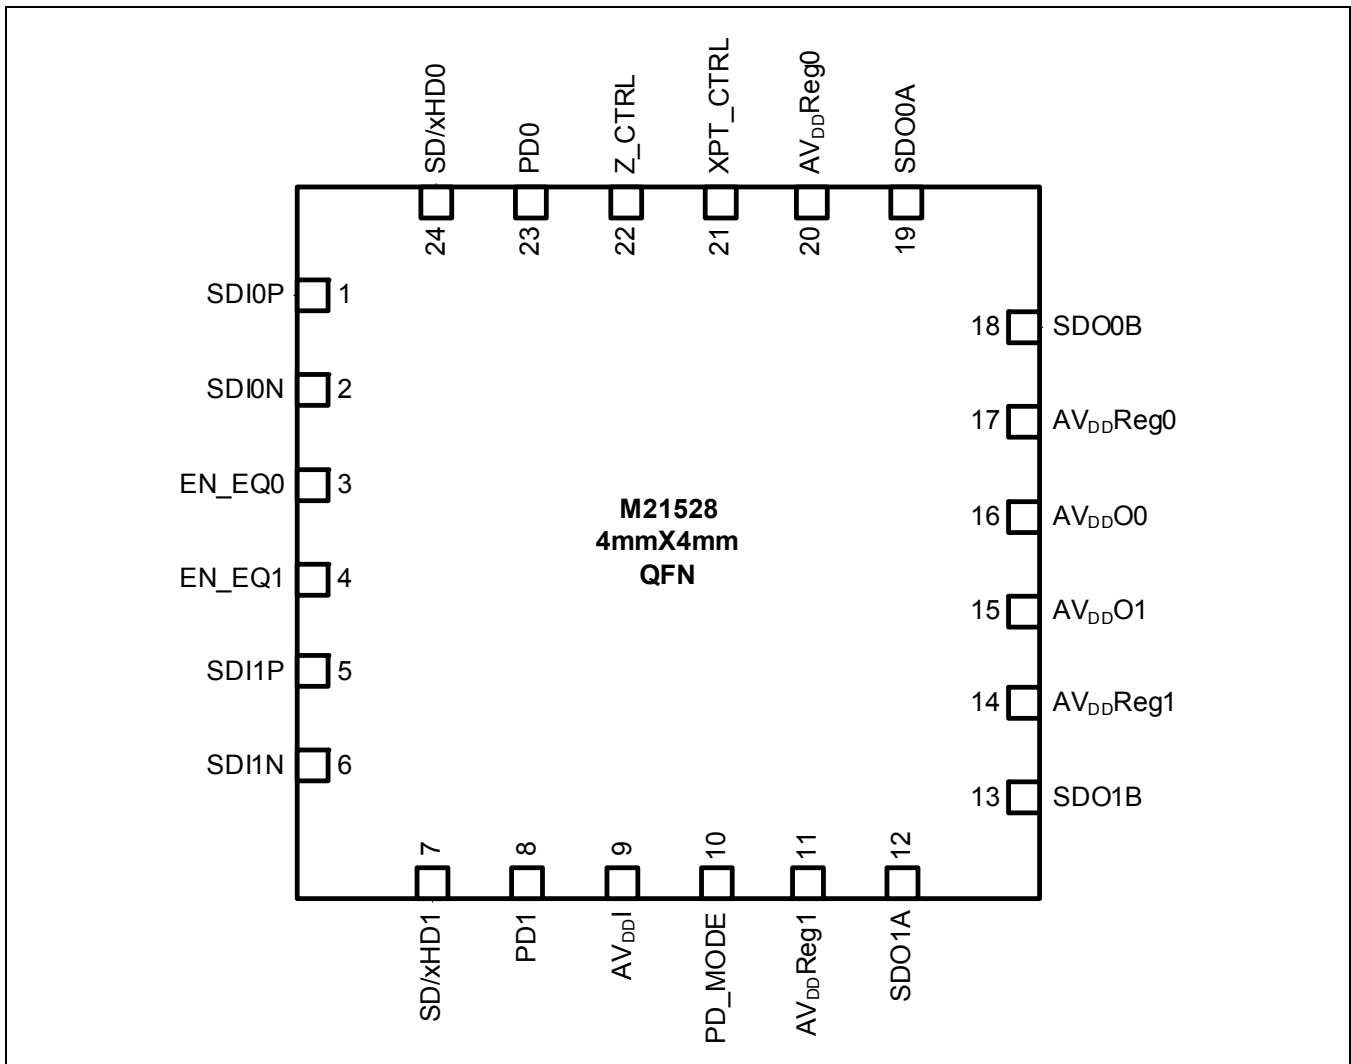 SD/xHD0
PD0
Z_CTRL
XPT_CTRL
AVDDReg0
SDO0A
24
23
22
21
20
19
SDI0P 1
SDI0N 2
EN_EQ0 3
EN_EQ1 4
SDI1P 5
SDI1N 6
M21528
4mmX4mm
QFN
18 SDO0B
17 AVDDReg0
16 AVDDO0
15 AVDDO1
14 AVDDReg1
13 SDO1B
7
8
9
10
11
12
SD/xHD1
PD1
AVDDI
PD_MODE
AVDDReg1
SDO1A